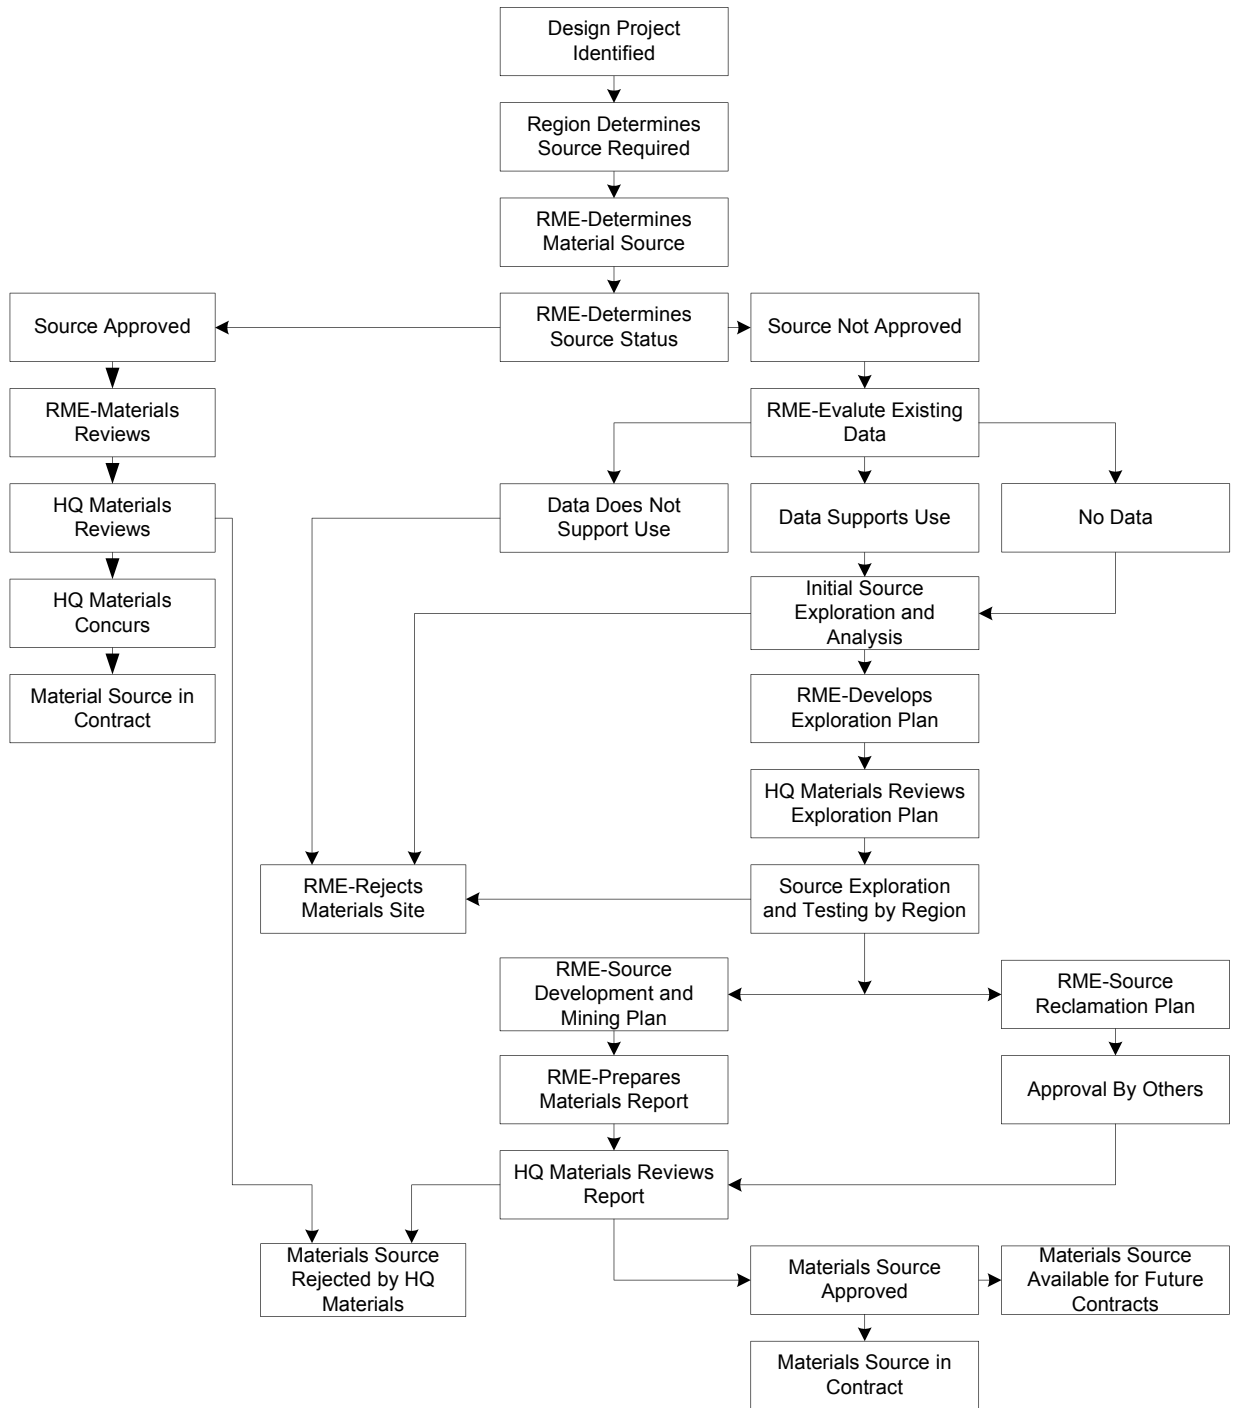 Design Project
Identified
Region Determines
Source Required
RME-Determines
Material Source
Source Approved
RME-Determines
Source Status
Source Not Approved
RME-Materials
Reviews
RME-Evalute Existing
Data
HQ Materials
Reviews
Data Does Not
Support Use
Data Supports Use
No Data
HQ Materials
Concurs
Initial Source
Exploration and
Analysis
Material Source in
Contract
RME-Develops
Exploration Plan
HQ Materials Reviews
Exploration Plan
RME-Rejects
Materials Site
Source Exploration
and Testing by Region
RME-Source
Development and
Mining Plan
RME-Source
Reclamation Plan
RME-Prepares
Materials Report
Approval By Others
HQ Materials Reviews
Report
Materials Source
Rejected by HQ
Materials
Materials Source
Approved
Materials Source
Available for Future
Contracts
Materials Source in
Contract